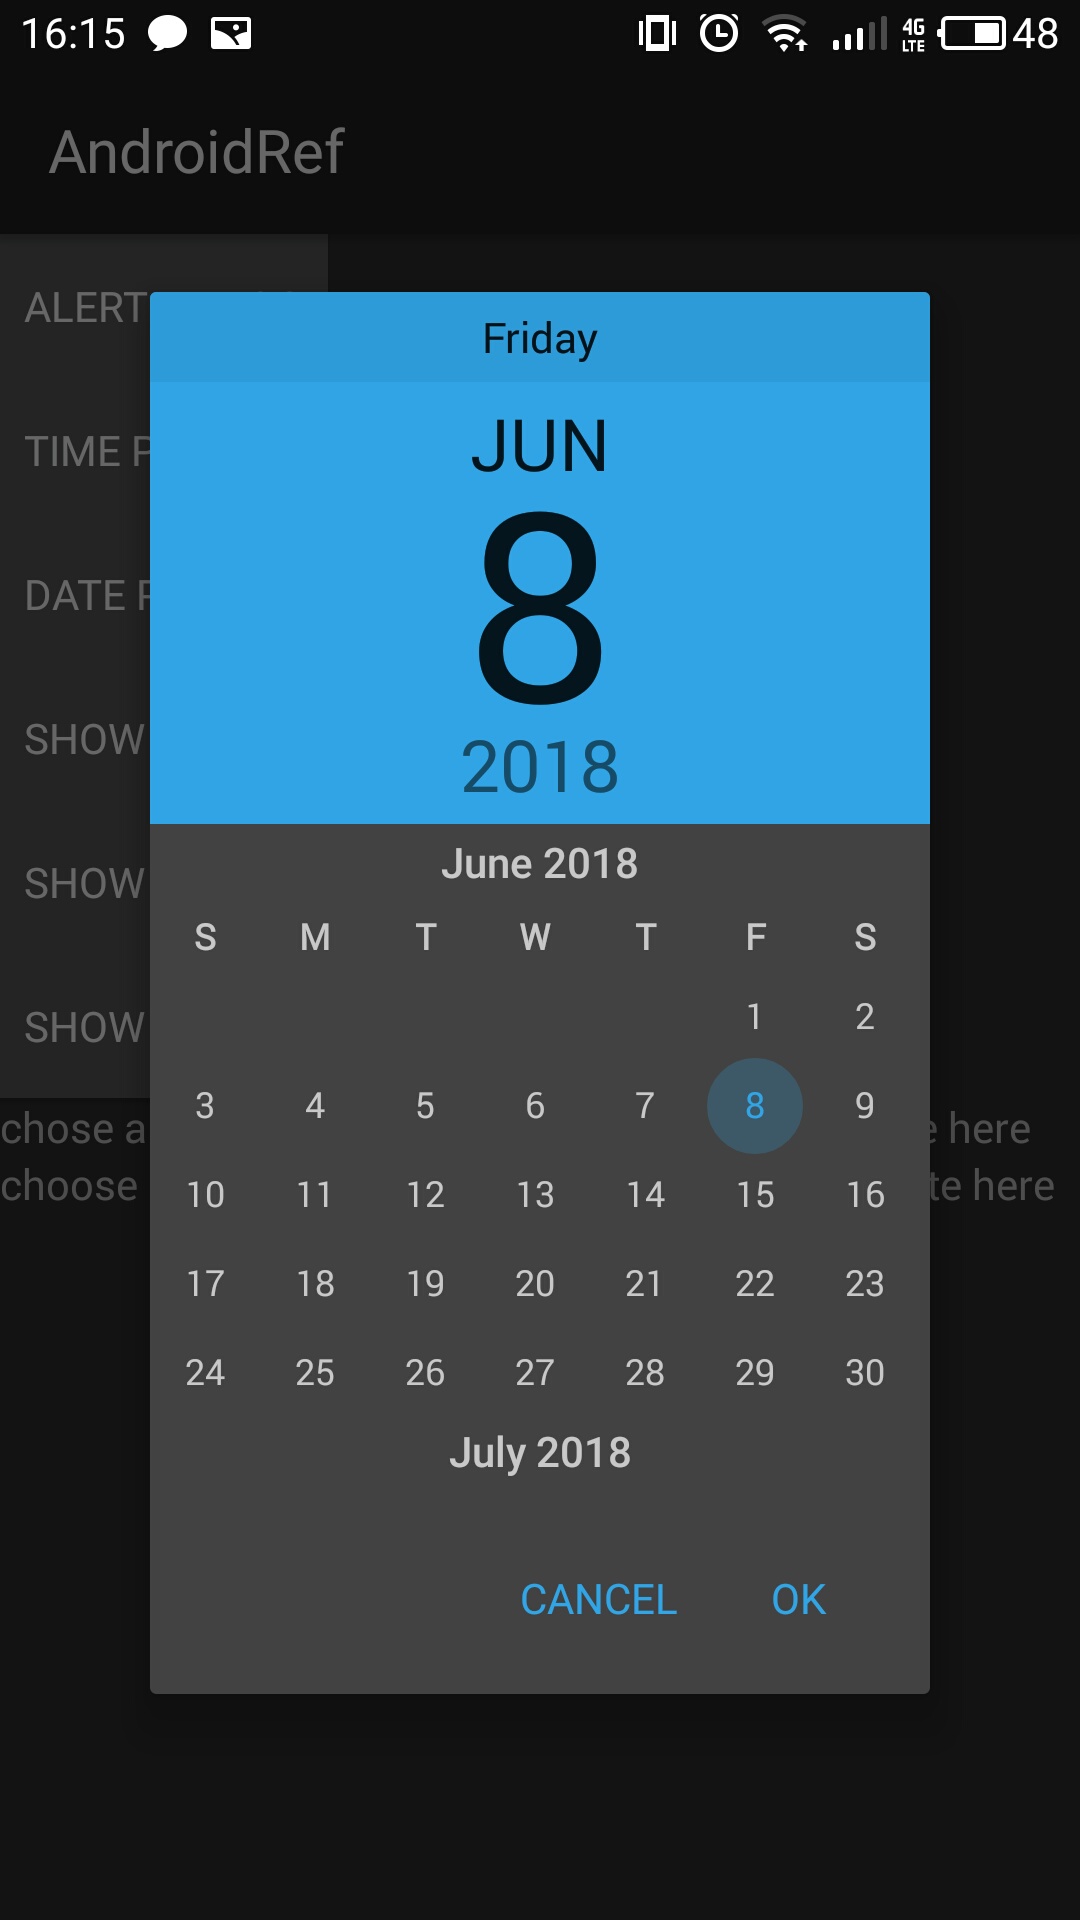 16:15 4G LTE 48
AndroidRef
ALERT
TIME
DATE
SHOW
SHOW
SHOW
Friday
JUN
8
2018
June 2018
S M T W T F S
1 2
3 4 5 6 7 8 9
10 11 12 13 14 15 16
17 18 19 20 21 22 23
24 25 26 27 28 29 30
July 2018
chose a here
choose here
CANCEL OK